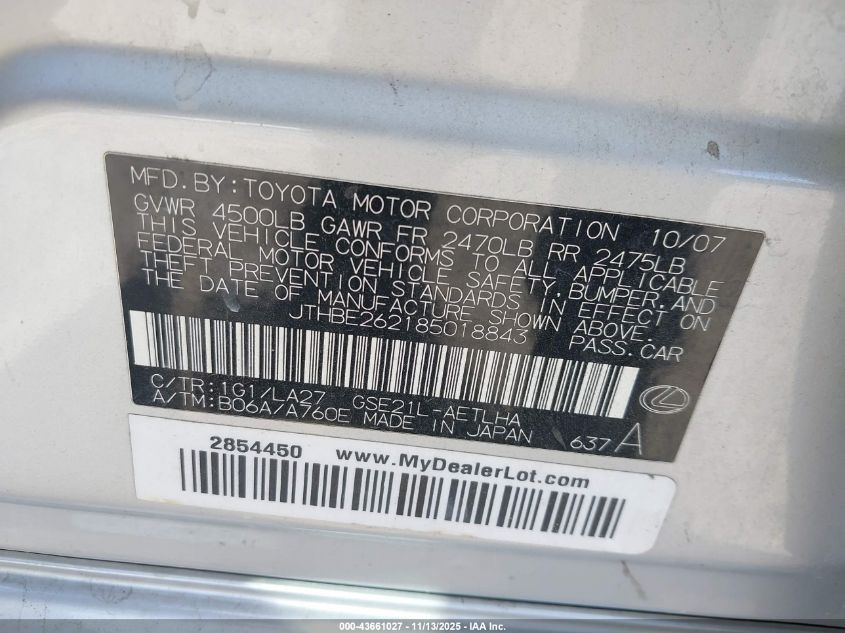 MFD.BY:TOYOTA MOTOR CORPORATION 10/07
GVWR 4500LB GAWR FR 2470LB RR 2475LB
THIS VEHICLE CONFORMS TO ALL APPLICABLE
FEDERAL MOTOR VEHICLE SAFETY, BUMPER, AND
THEFT PREVENTION STANDARDS IN EFFECT ON
THE DATE OF MANUFACTURE SHOWN ABOVE.
JTHBE262185018843 PASS.CAR
C/TR:1G1/LA27 GSE21L-AETLHA
A/TM:B06A/A760E MADE IN JAPAN 637A
2854450 www.MyDealerLot.com
000-43661027 - 11/13/2025 - IAA Inc.